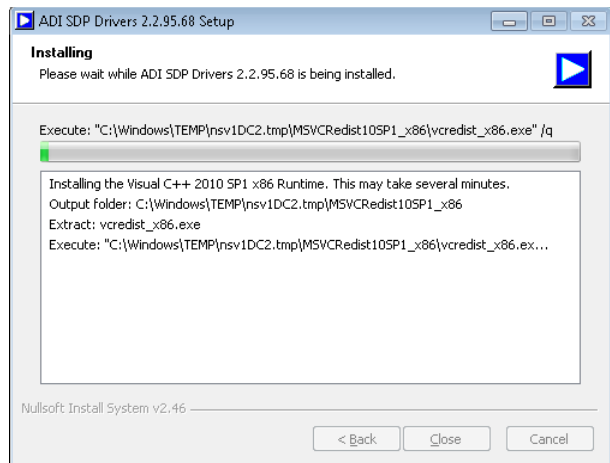 ADI SDP Drivers 2.2.95.68 Setup
Installing
Please wait while ADI SDP Drivers 2.2.95.68 is being installed.
Execute: "C:\Windows\TEMP\nsv1DC2.tmp\MSVCRedist10SP1_x86\vcredist_x86.exe" /q
Installing the Visual C++ 2010 SP1 x86 Runtime. This may take several minutes.
Output folder: C:\Windows\TEMP\nsv1DC2.tmp\MSVCRedist10SP1_x86
Extract: vcredist_x86.exe
Execute: "C:\Windows\TEMP\nsv1DC2.tmp\MSVCRedist10SP1_x86\vcredist_x86.ex...
Nullsoft Install System v2.46
< Back Close Cancel